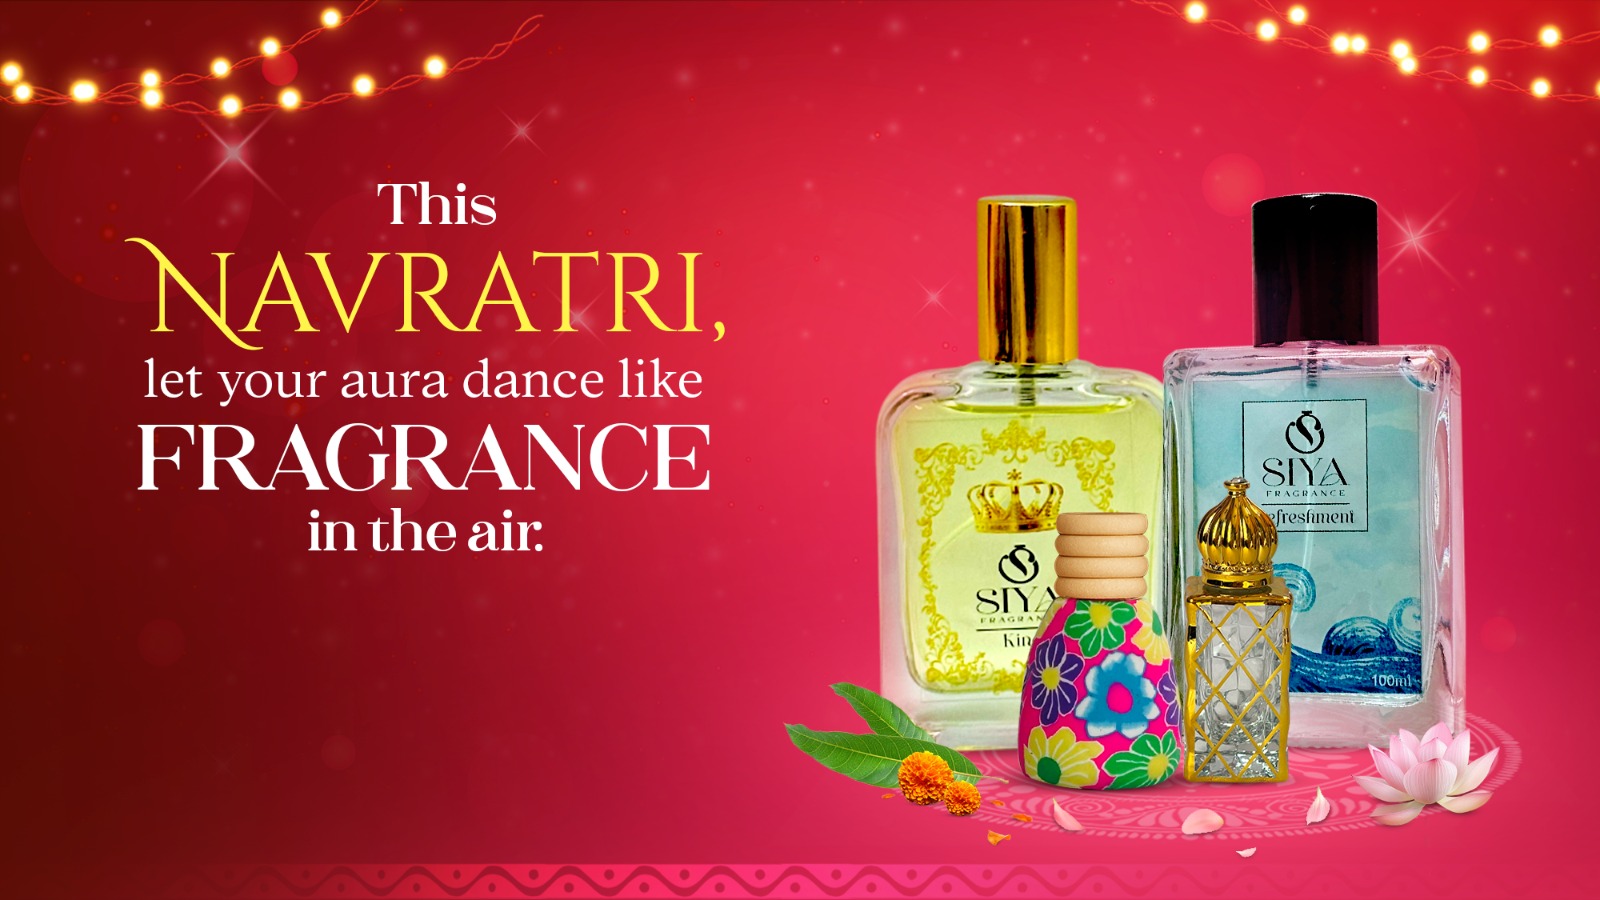 This
NAVRATRI,
let your aura dance like
FRAGRANCE
in the air.
SIYA
FRAGRANCE
SIYA
FRAGRANCE
100ml